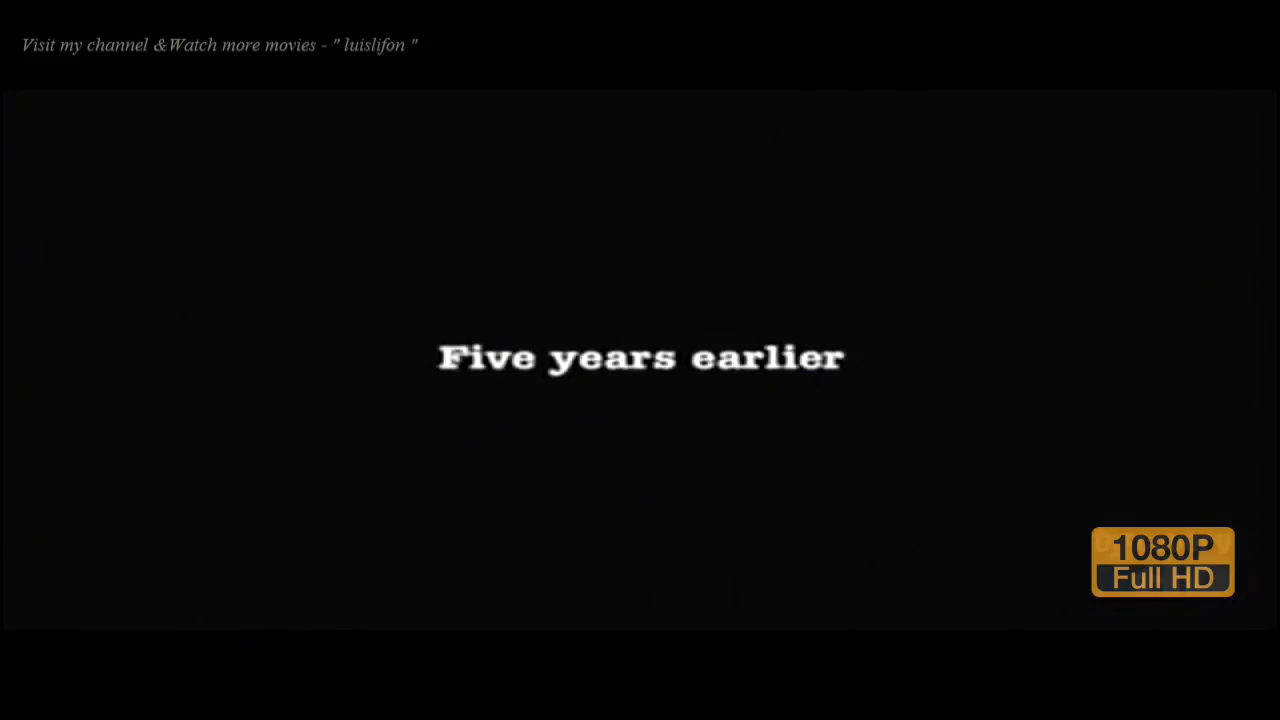 Visit my channel &Watch more movies - " luislifon "
Five years earlier
1080P
Full HD